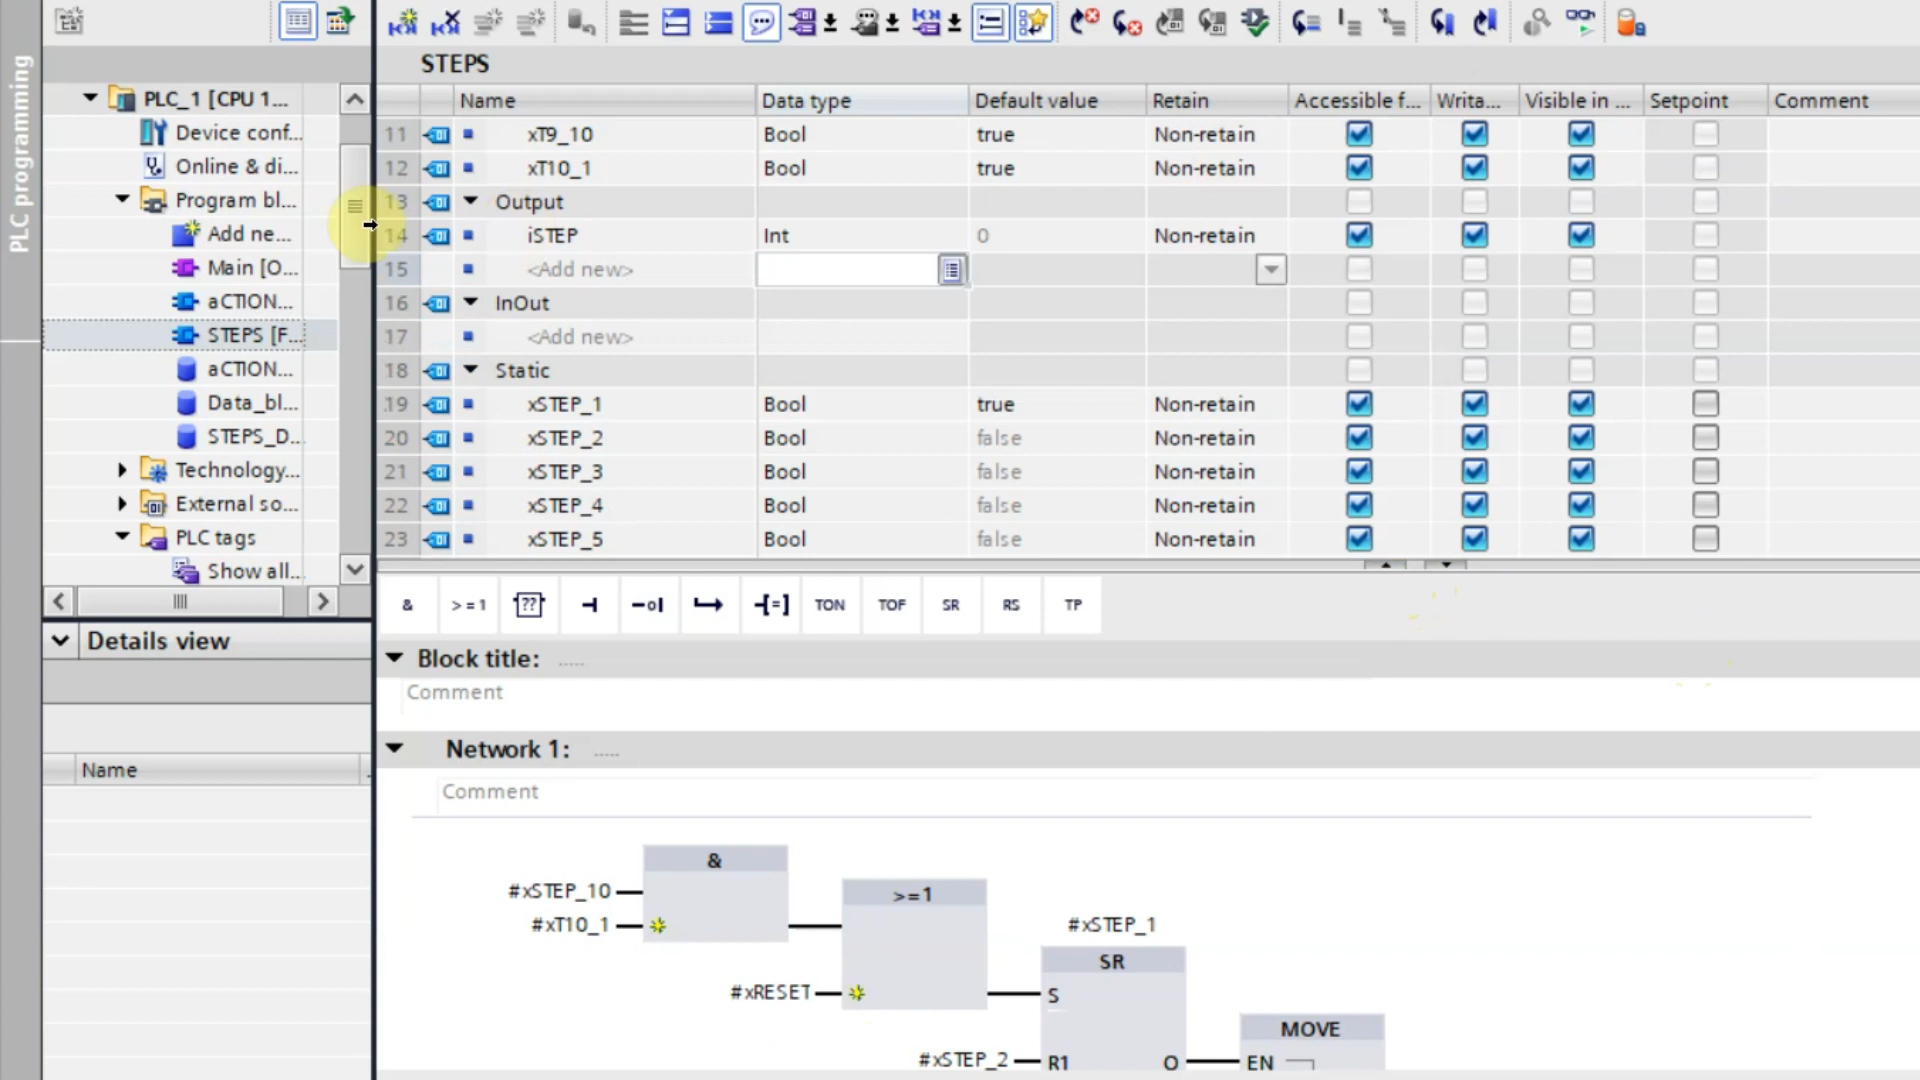 PLC programming
PLC_1 [CPU 1...
Device conf...
Online & di...
Program bl...
Add ne...
Main [O...
aCTION...
STEPS [F...
aCTION...
Data_bl...
STEPS_D...
Technology...
External so...
PLC tags
Show all...
Details view
Name
STEPS
Name Data type Default value Retain Accessible f... Writa... Visible in ... Setpoint Comment
11 xT9_10 Bool true Non-retain
12 xT10_1 Bool true Non-retain
13 Output
14 iSTEP Int 0 Non-retain
15 <Add new>
16 InOut
17 <Add new>
18 Static
19 xSTEP_1 Bool true Non-retain
20 xSTEP_2 Bool false Non-retain
21 xSTEP_3 Bool false Non-retain
22 xSTEP_4 Bool false Non-retain
23 xSTEP_5 Bool false Non-retain
& >=1 ?? TON TOF SR RS TP
Block title: .....
Comment
Network 1: .....
Comment
&
#xSTEP_10
>=1
#xT10_1
#xSTEP_1
SR
#xRESET
S
MOVE
#xSTEP_2
R1 Q EN